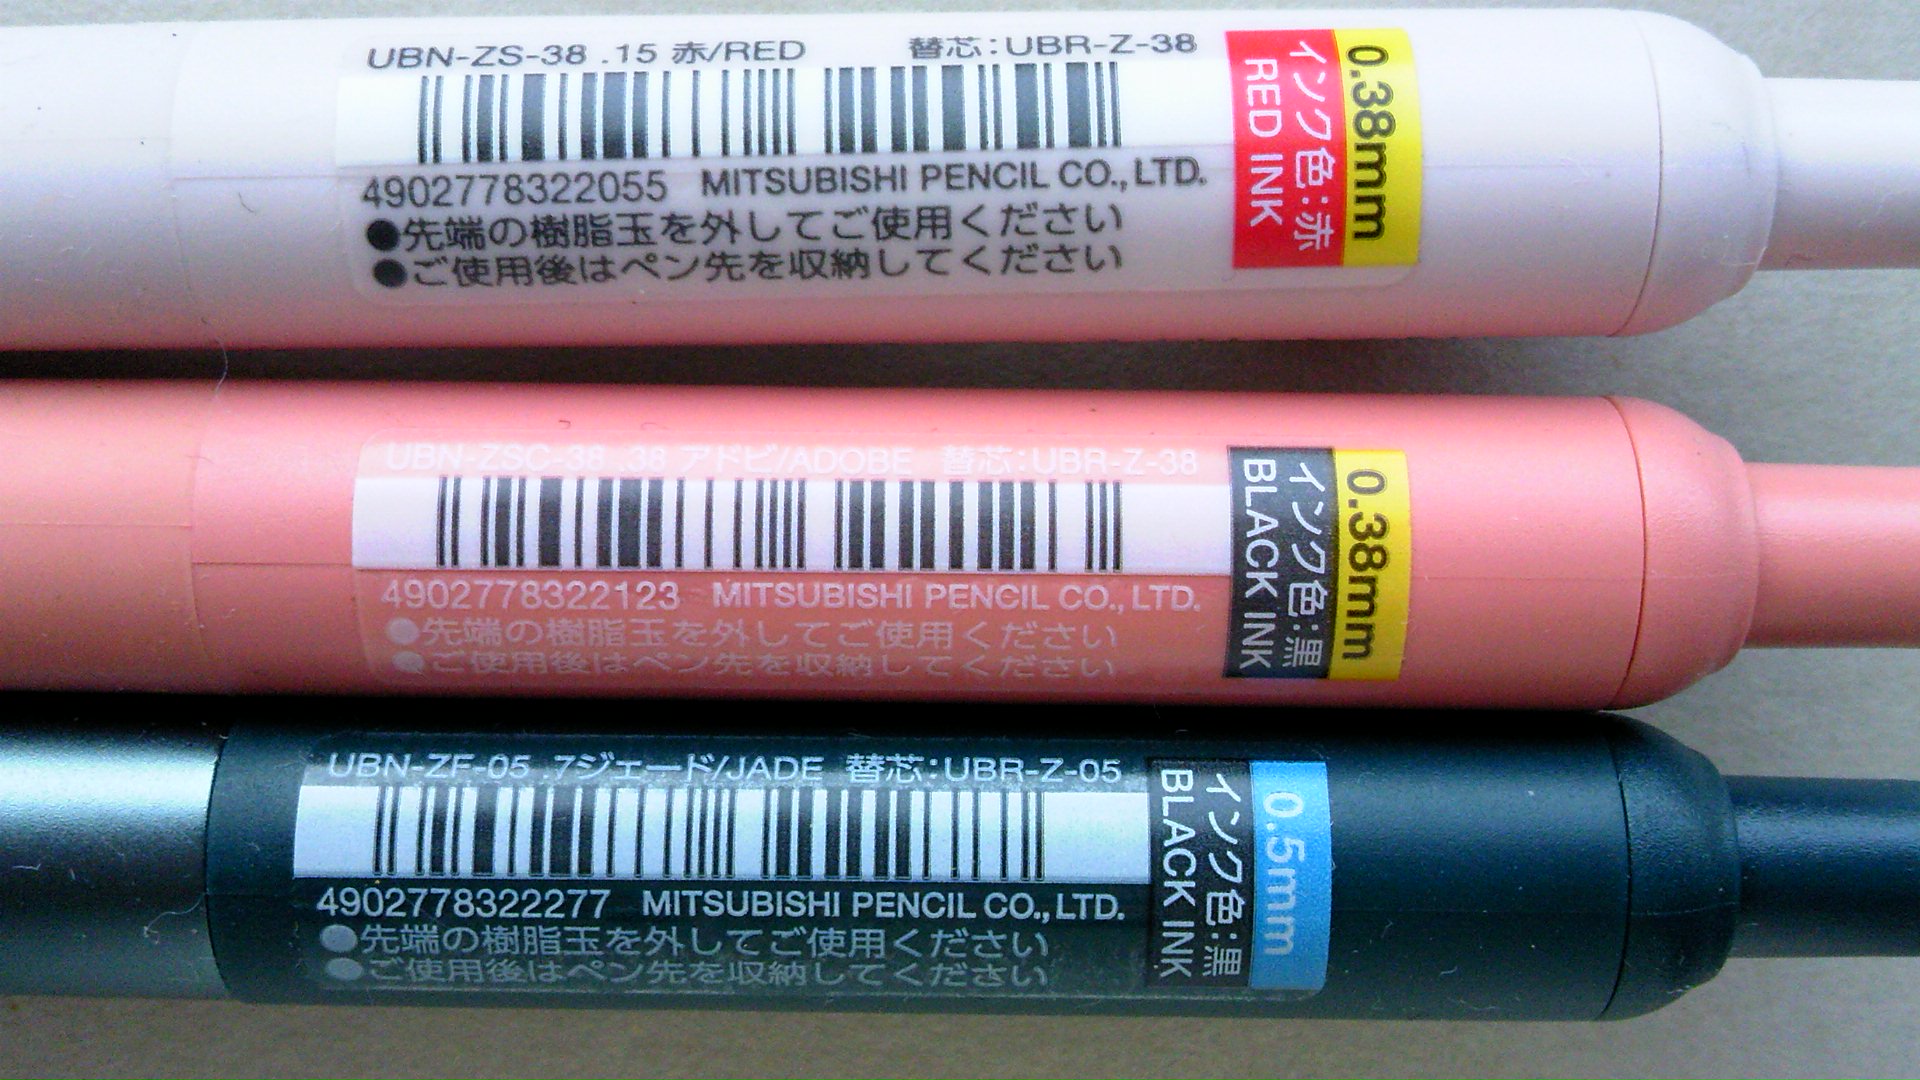 UBN-ZS-38 .15 赤/RED 替芯:UBR-Z-38
4902778322055 MITSUBISHI PENCIL CO., LTD.
●先端の樹脂玉を外してご使用ください
●ご使用後はペン先を収納してください
0.38mm
インク色:赤
RED INK
UBN-ZSC-38 .38 アドビ/ADOBE 替芯:UBR-Z-38
4902778322123 MITSUBISHI PENCIL CO., LTD.
●先端の樹脂玉を外してご使用ください
●ご使用後はペン先を収納してください
0.38mm
インク色:黒
BLACK INK
UBN-ZF-05 .7ジェード/JADE 替芯:UBR-Z-05
4902778322277 MITSUBISHI PENCIL CO., LTD.
●先端の樹脂玉を外してご使用ください
●ご使用後はペン先を収納してください
0.5mm
インク色:黒
BLACK INK